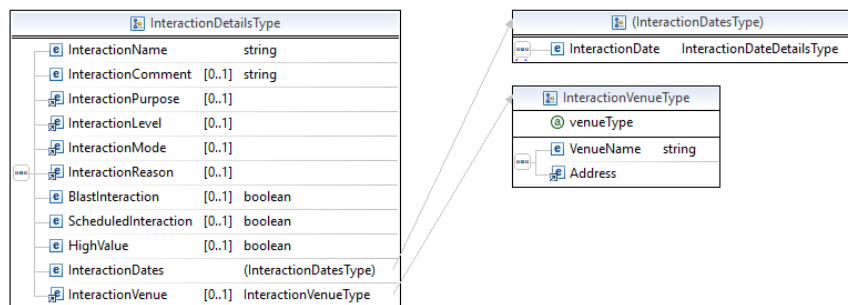 InteractionDetailsType
InteractionName string
InteractionComment [0..1] string
InteractionPurpose [0..1]
InteractionLevel [0..1]
InteractionMode [0..1]
InteractionReason [0..1]
BlastInteraction [0..1] boolean
ScheduledInteraction [0..1] boolean
HighValue [0..1] boolean
InteractionDates (InteractionDatesType)
InteractionVenue [0..1] InteractionVenueType
(InteractionDatesType)
InteractionDate InteractionDateDetailsType
InteractionVenueType
venueType
VenueName string
Address